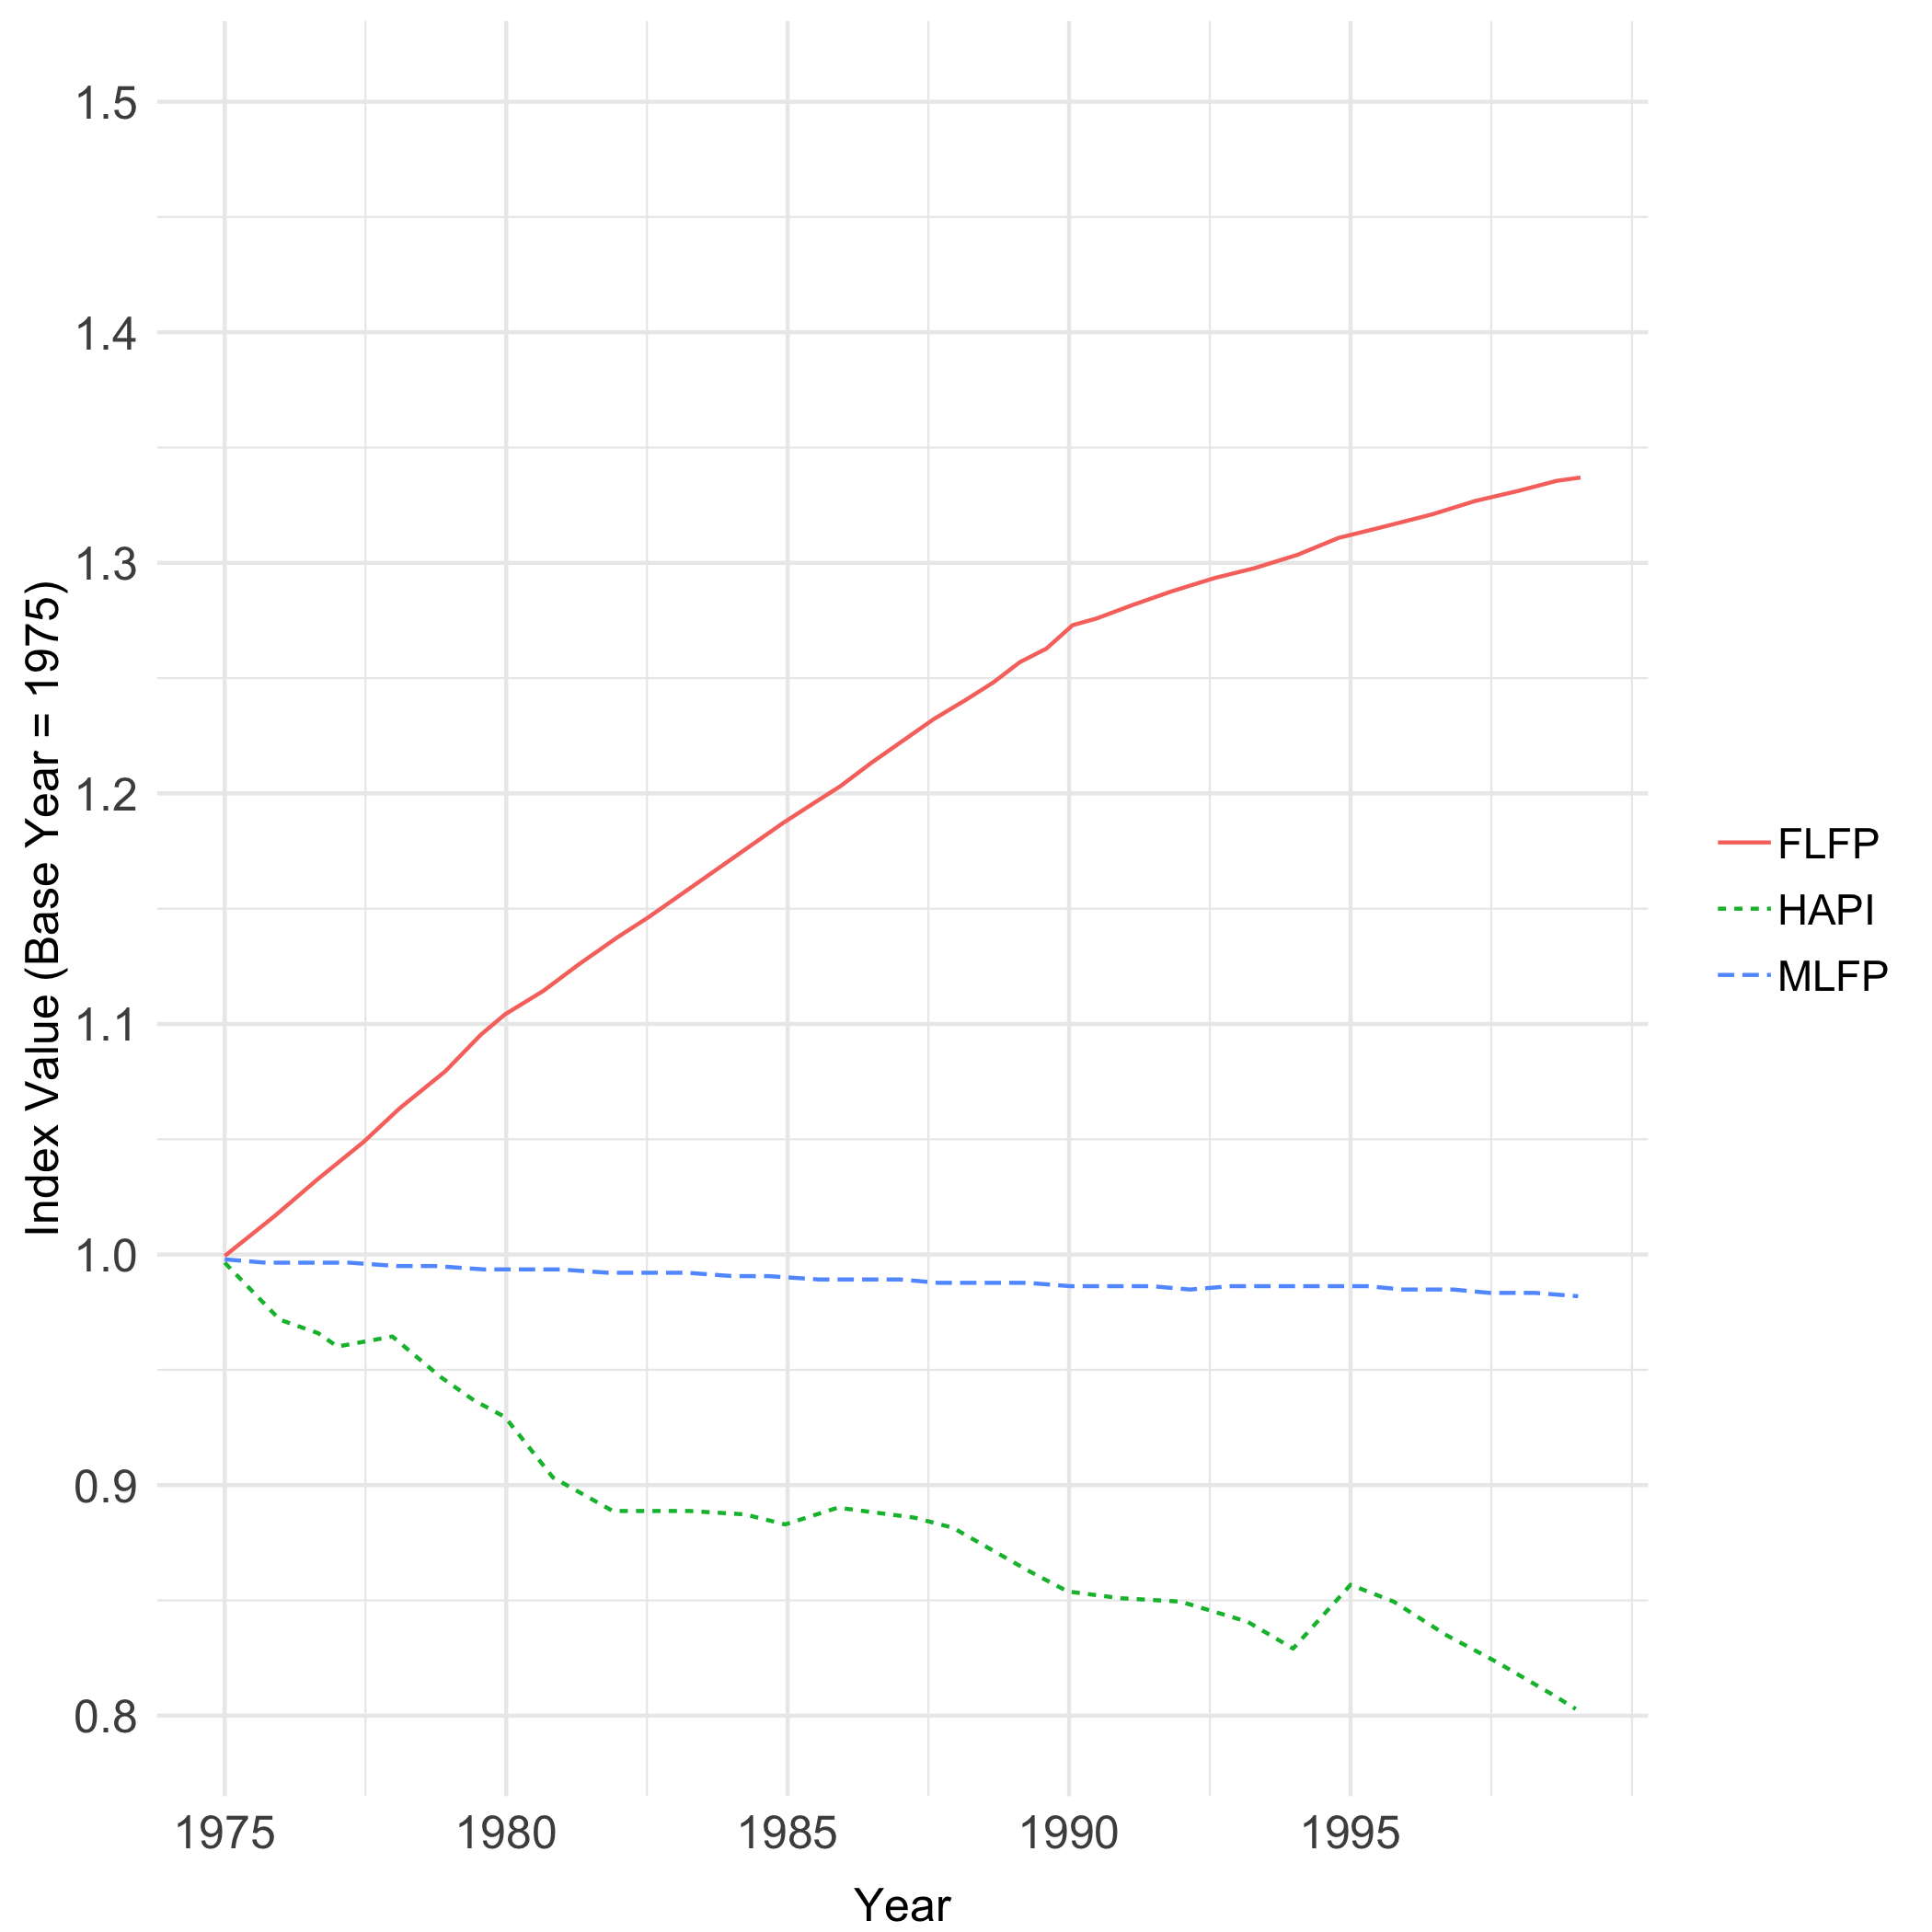 Index Value (Base Year = 1975)
1.5
1.4
1.3
1.2
1.1
1.0
0.9
0.8
1975 1980 1985 1990 1995
Year
FLFP
HAPI
MLFP